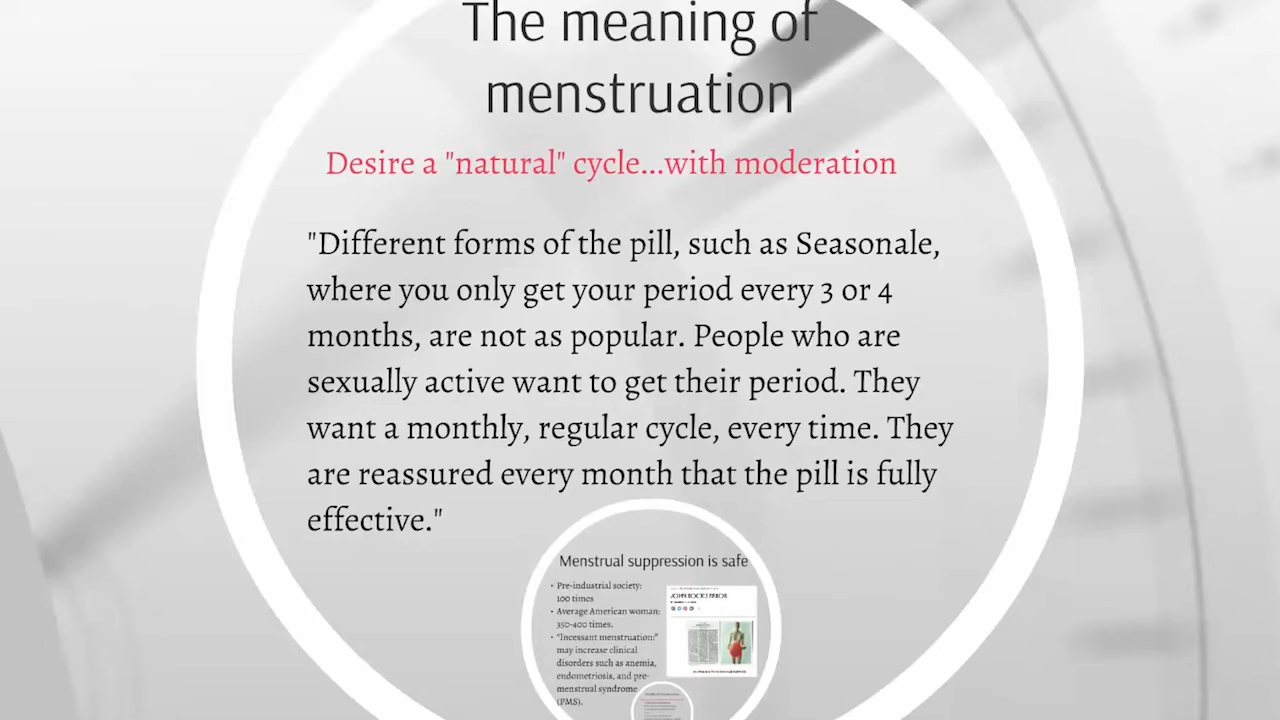 The meaning of
menstruation
Desire a "natural" cycle...with moderation
"Different forms of the pill, such as Seasonale,
where you only get your period every 3 or 4
months, are not as popular. People who are
sexually active want to get their period. They
want a monthly, regular cycle, every time. They
are reassured every month that the pill is fully
effective."
Menstrual suppression is safe
• Pre-industrial society:
100 times
• Average American woman:
350-400 times.
• "Incessant menstruation:"
may increase clinical
disorders such as anemia,
endometriosis, and pre-
menstrual syndrome
(PMS).
JOHN ROCK'S ERROR